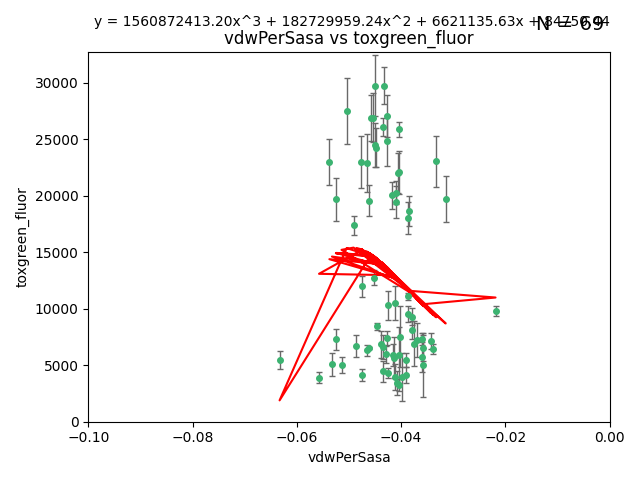 y = 1560872413.20x^3 + 182729959.24x^2 + 6621135.63x +
N = 69
vdwPerSasa vs toxgreen_fluor
30000
25000
20000
15000
10000
5000
0
toxgreen_fluor
−0.10
−0.08
−0.06
−0.04
−0.02
0.00
vdwPerSasa